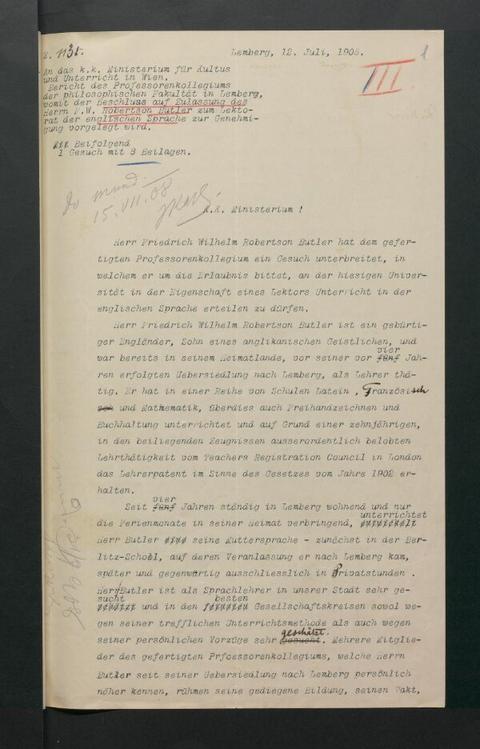 Z. 1131.
Lemberg, 12. Juli, 1908.
1
III
An das k.k. Ministerium für Kultus
und Unterricht in Wien.
Bericht des Professorenkollegiums
der philosophischen Fakultät in Lemberg,
womit der Beschluss auf Zulassung des
Herrn F.W. Robertson Butler zum Lekto-
rat der englischen Sprache zur Genehmi-
gung vorgelegt wird.
Beifolgend
1 Gesuch mit 9 Beilagen.
do mund.
15.VII.08
k.k. Ministerium !
Herr Friedrich Wilhelm Robertson Butler hat dem gefer-
tigten Professorenkollegium ein Gesuch unterbreitet, in
welchem er um die Erlaubnis bittet, an der hiesigen Univer-
sität in der Eigenschaft eines Lektors Unterricht in der
englischen Sprache erteilen zu dürfen.
Herr Friedrich Wilhelm Robertson Butler ist ein gebürti-
ger Engländer, Sohn eines anglikanischen Geistlichen, und
vier
war bereits in seinem Heimatlande, vor seiner vor fünf Jah-
ren erfolgten Uebersiedlung nach Lemberg, als Lehrer thä-
tig. Er hat in einer Reihe von Schulen Latein , Französisch
und Mathematik, überdies auch Freihandzeichnen und
Buchhaltung unterrichtet und auf Grund einer zehnjährigen,
in den beiliegenden Zeugnissen ausserordentlich belobten
Lehrthätigkeit vom Teachers Registration Council in London
das Lehrerpatent im Sinne des Gesetzes vom Jahre 1902 er-
halten.
vier
Seit fünf Jahren ständig in Lemberg wohnend und nur
unterrichtet
die Ferienmonate in seiner Heimat verbringend,
Herr Butler seine Muttersprache - zunächst in der Ber-
litz-School, auf deren Veranlassung er nach Lemberg kam,
später und gegenwärtig ausschliesslich in Privatstunden .
Herr Butler ist als Sprachlehrer in unsrer Stadt sehr ge-
sucht besten
und in den Gesellschaftskreisen sowol we-
gen seiner trefflichen Unterrichtsmethode als auch wegen
geschätzt.
seiner persönlichen Vorzüge sehr gesucht. Mehrere Mitglie-
der des gefertigten Prfoessorenkollegiums, welche Herrn
Butler seit seiner Uebersiedlung nach Lemberg persönlich
näher kennen, rühmen seine gediegene Bildung, seinen Takt,